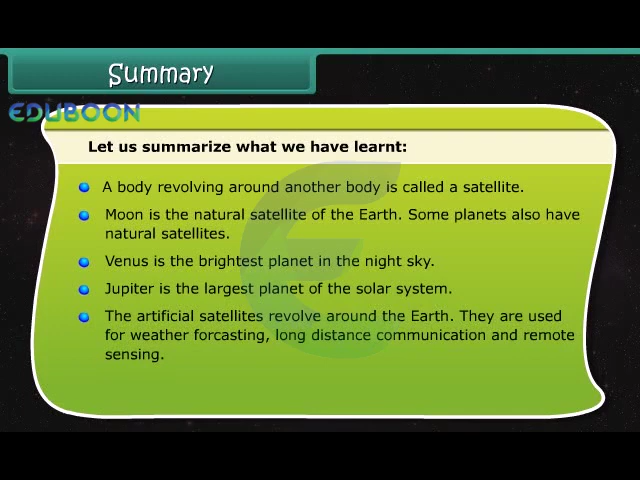 Summary
EDUBOON
Let us summarize what we have learnt:
A body revolving around another body is called a satellite.
Moon is the natural satellite of the Earth. Some planets also have
natural satellites.
Venus is the brightest planet in the night sky.
Jupiter is the largest planet of the solar system.
The artificial satellites revolve around the Earth. They are used
for weather forcasting, long distance communication and remote
sensing.